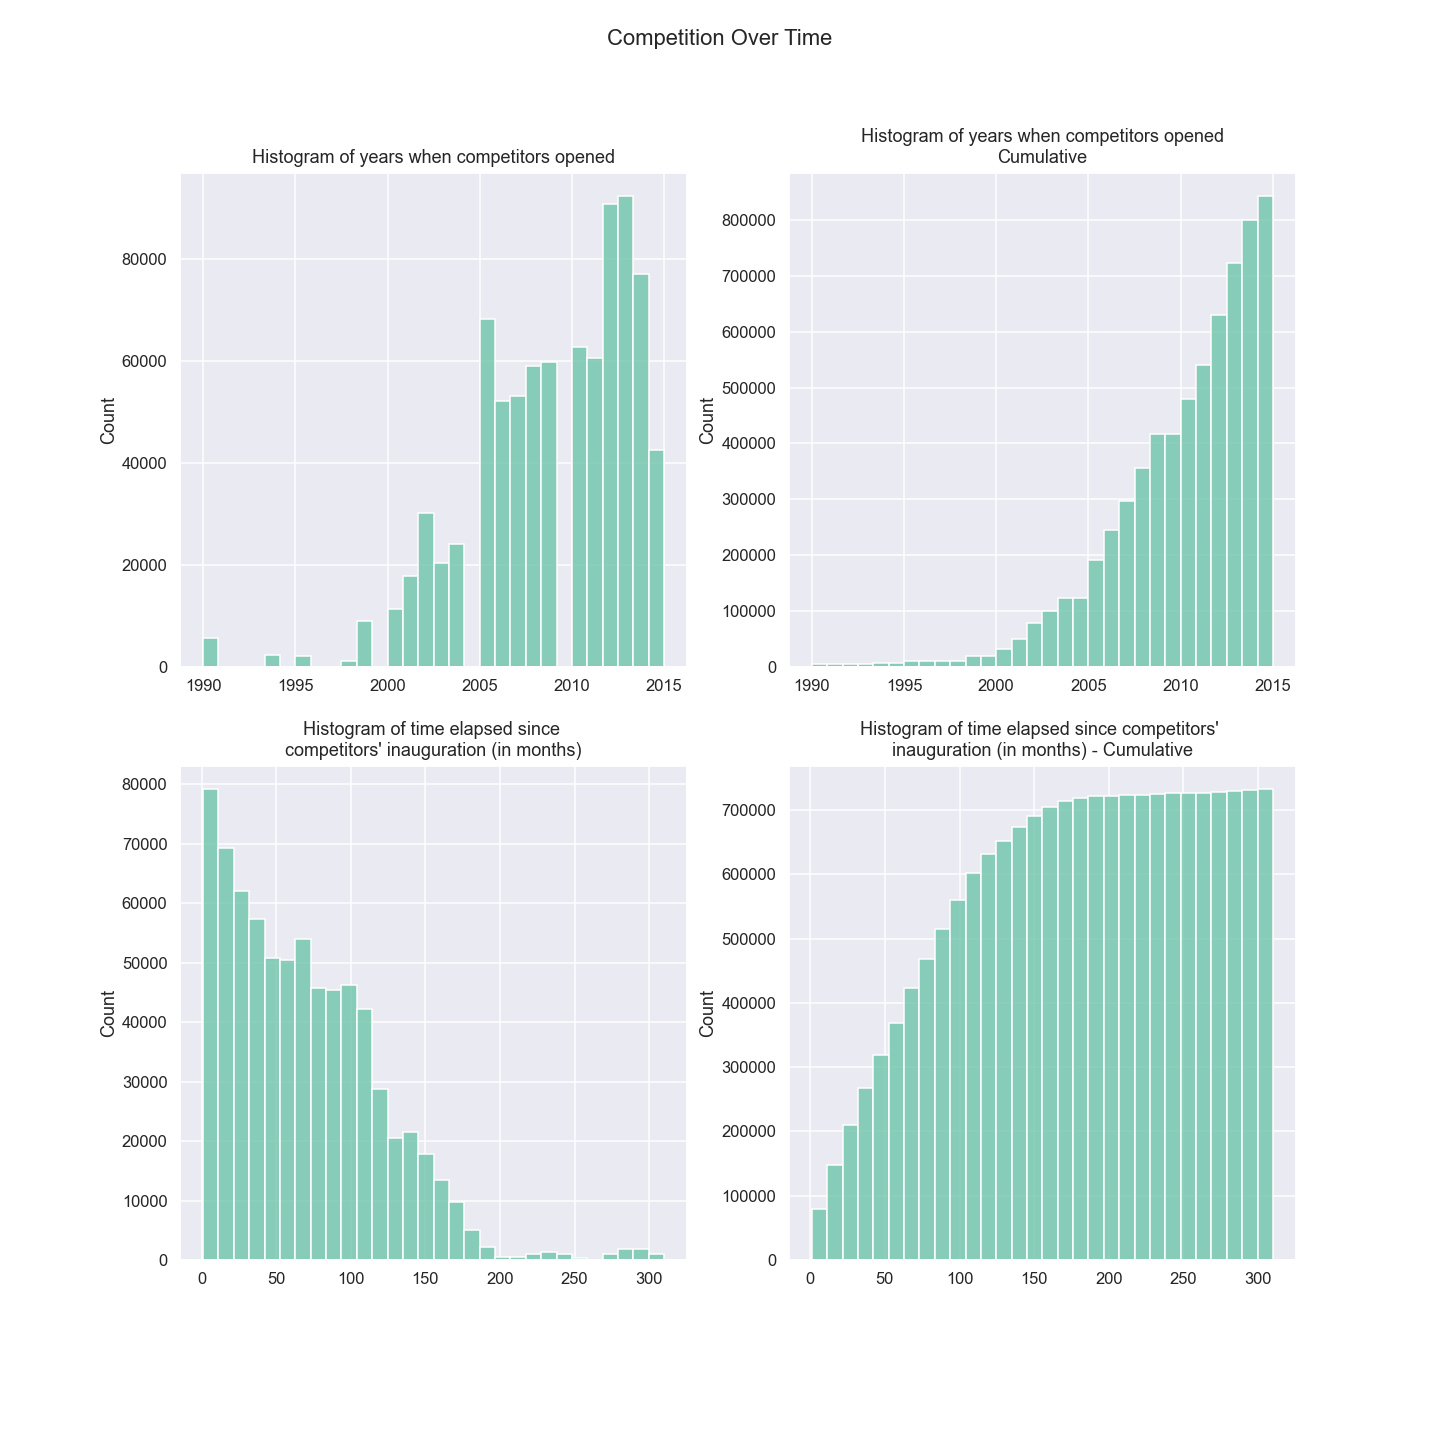 Competition Over Time
Histogram of years when competitors opened
Count
80000
60000
40000
20000
0
1990 1995 2000 2005 2010 2015
Histogram of years when competitors opened
Cumulative
Count
800000
700000
600000
500000
400000
300000
200000
100000
0
1990 1995 2000 2005 2010 2015
Histogram of time elapsed since
competitors' inauguration (in months)
Count
80000
70000
60000
50000
40000
30000
20000
10000
0
0 50 100 150 200 250 300
Histogram of time elapsed since competitors'
inauguration (in months) - Cumulative
Count
700000
600000
500000
400000
300000
200000
100000
0
0 50 100 150 200 250 300